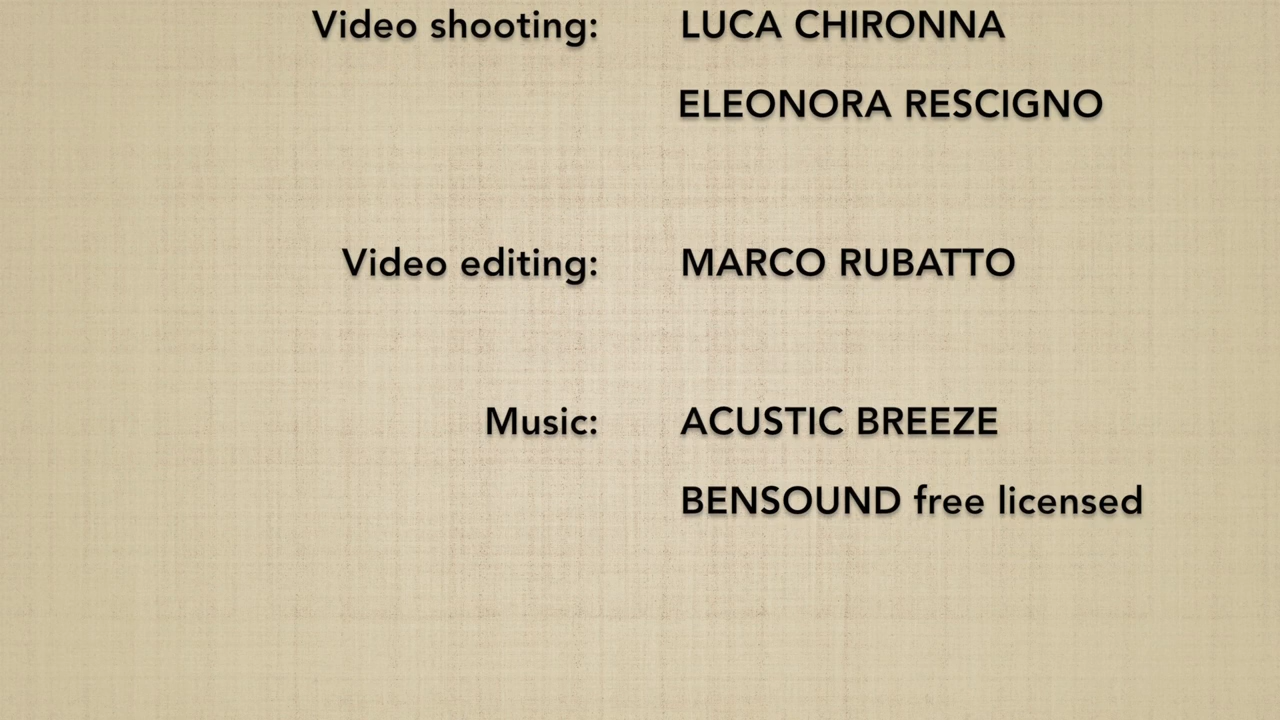 Video shooting: LUCA CHIRONNA
ELEONORA RESCIGNO
Video editing: MARCO RUBATTO
Music: ACUSTIC BREEZE
BENSOUND free licensed